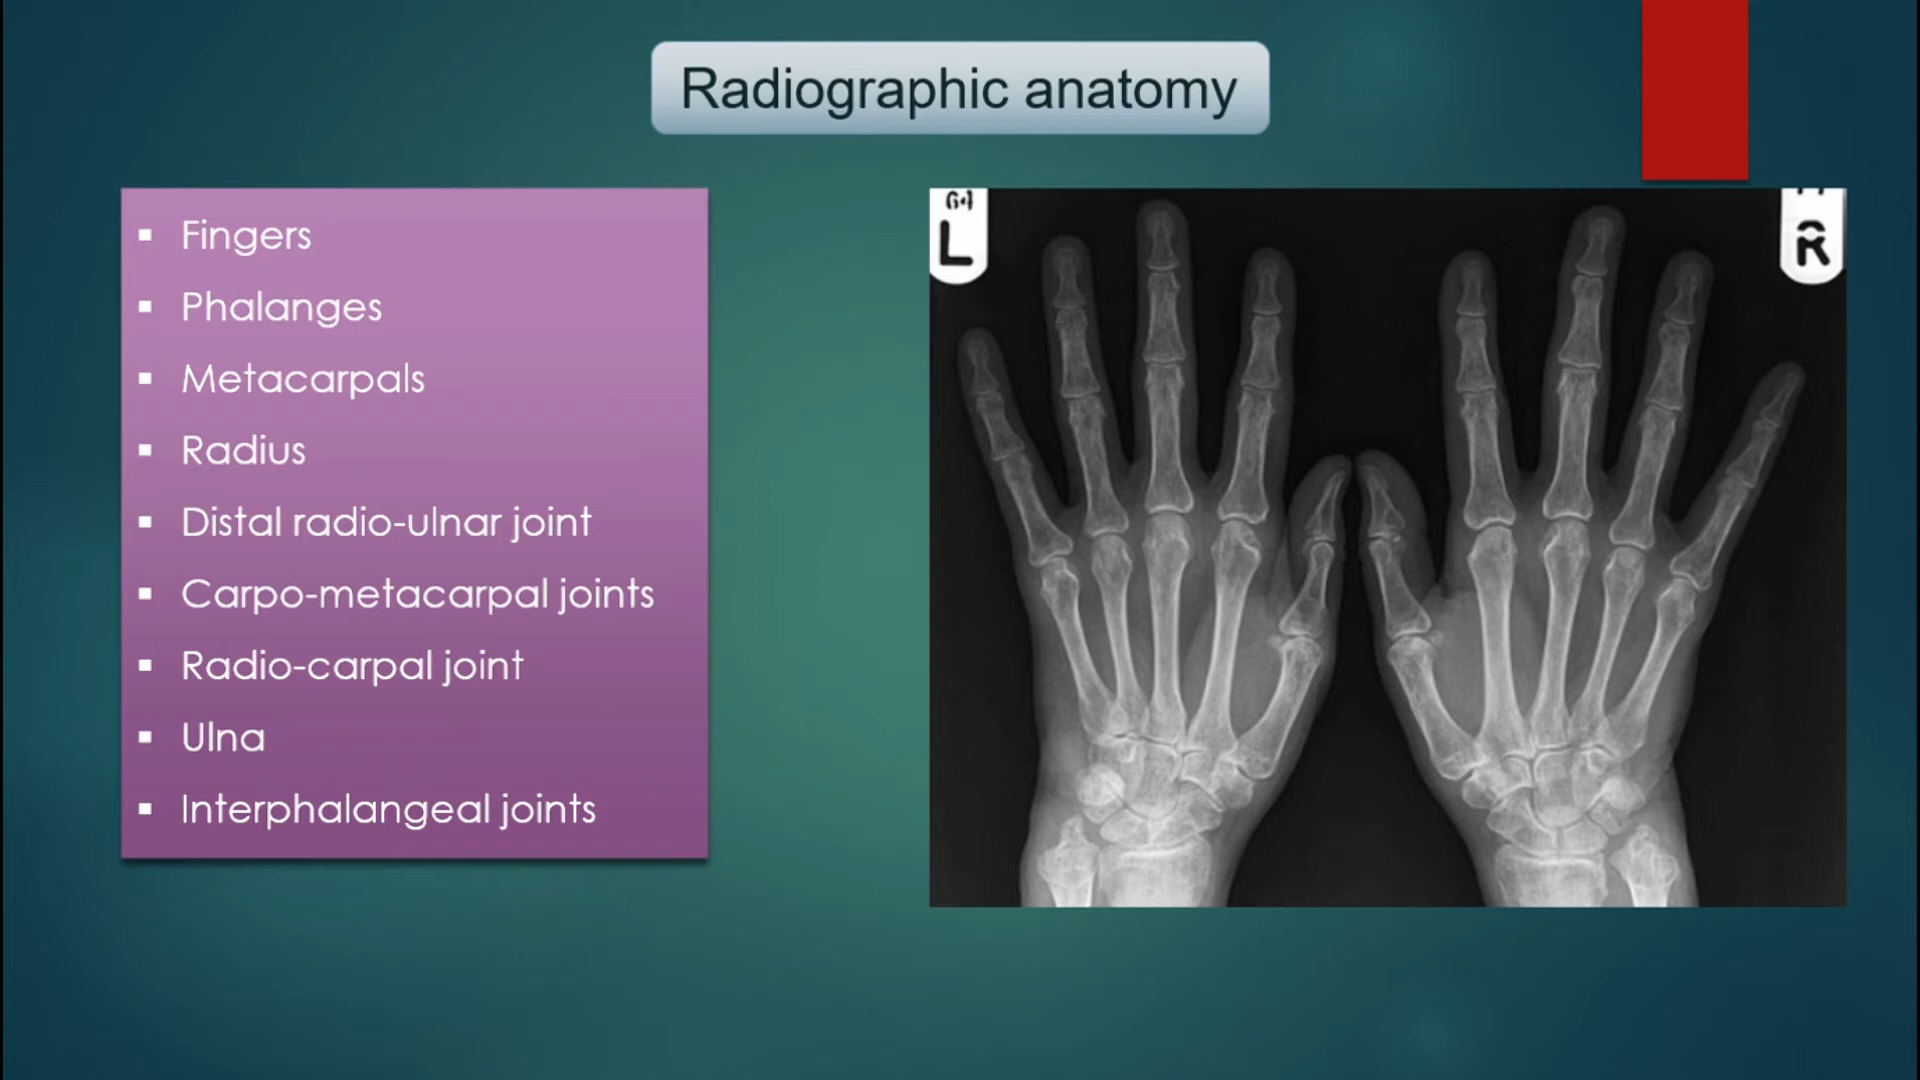 Radiographic anatomy
Fingers
Phalanges
Metacarpals
Radius
Distal radio-ulnar joint
Carpo-metacarpal joints
Radio-carpal joint
Ulna
Interphalangeal joints
64
L
R